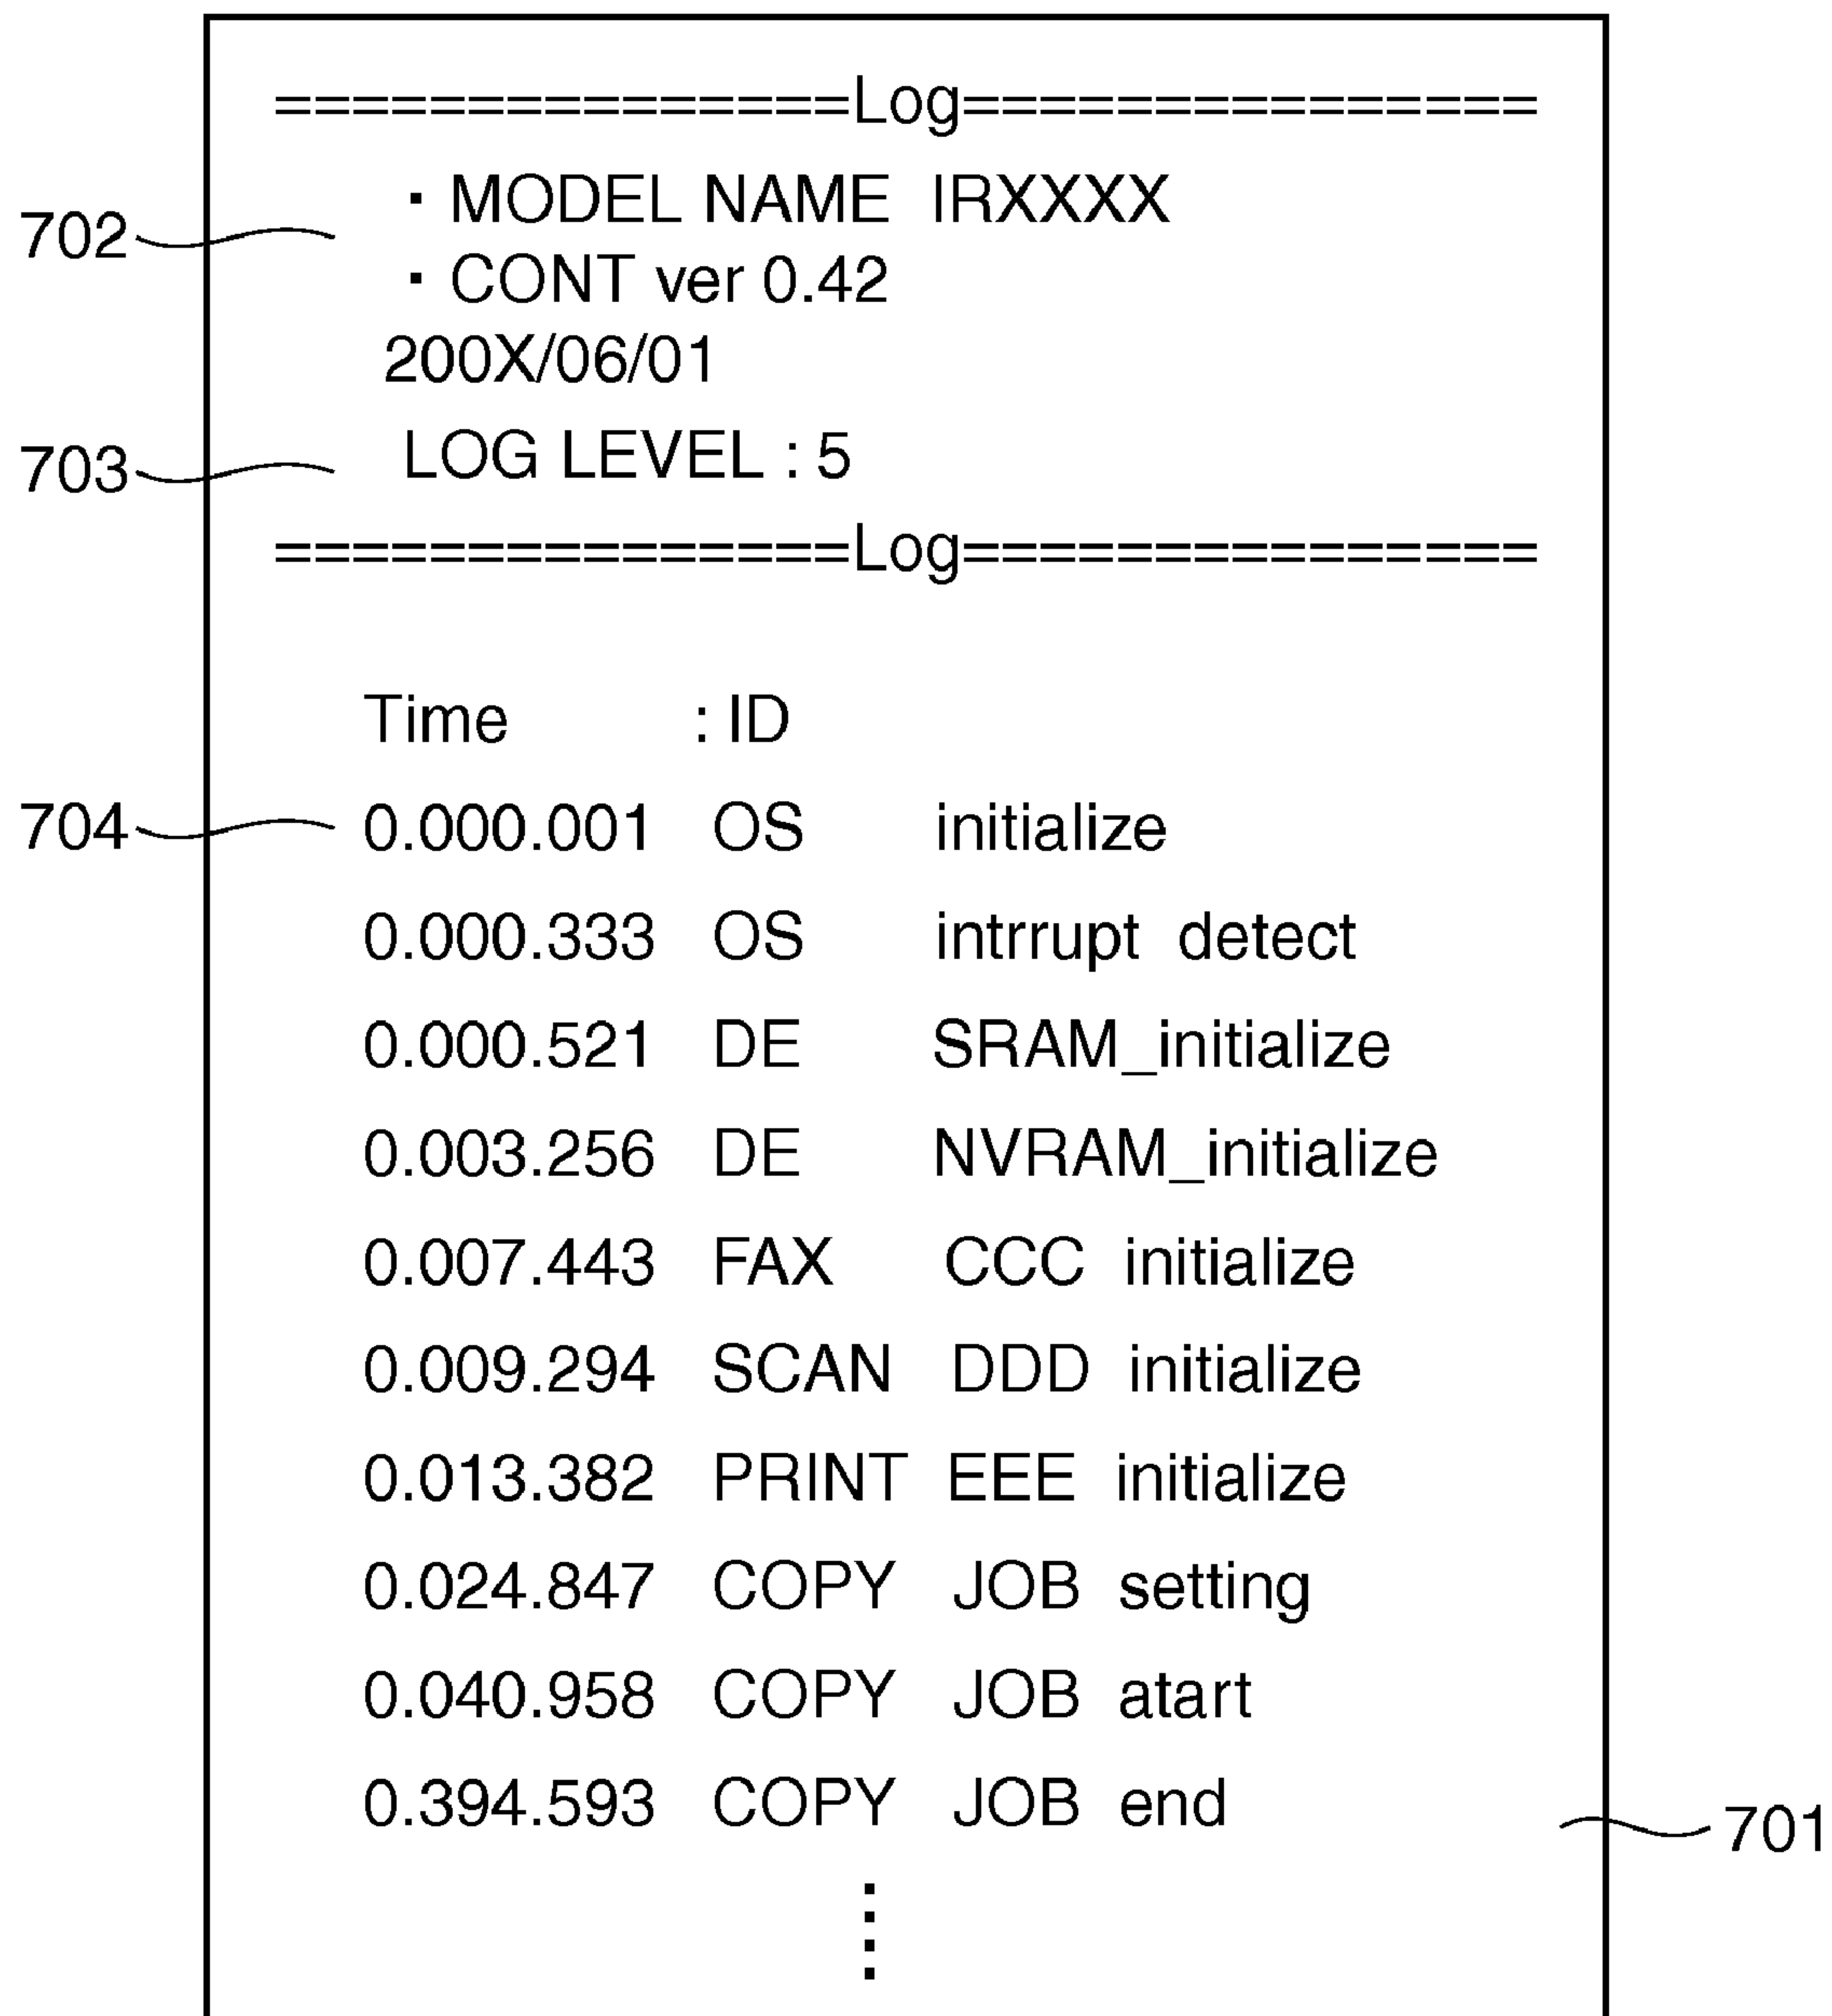 ===============Log===============
702
・MODEL NAME IRXXXX
・CONT ver 0.42
200X/06/01
703
LOG LEVEL : 5
===============Log===============
Time : ID
704
0.000.001 OS initialize
0.000.333 OS intrrupt detect
0.000.521 DE SRAM_initialize
0.003.256 DE NVRAM_initialize
0.007.443 FAX CCC initialize
0.009.294 SCAN DDD initialize
0.013.382 PRINT EEE initialize
0.024.847 COPY JOB setting
0.040.958 COPY JOB atart
0.394.593 COPY JOB end
701